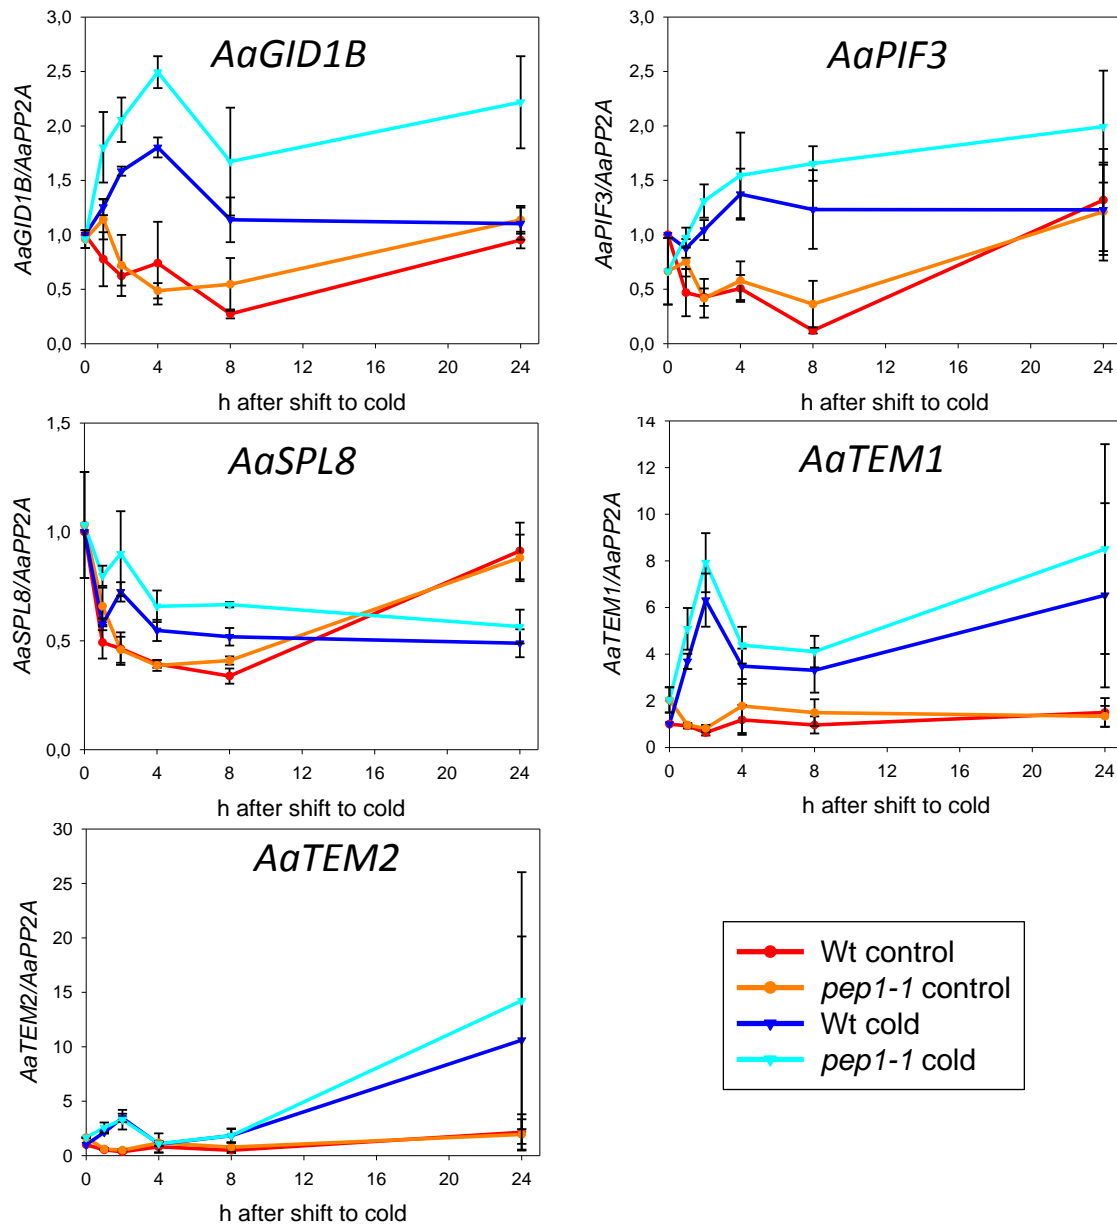 AaGID1B
AaGID1B/AaPP2A
3,0
2,5
2,0
1,5
1,0
0,5
0,0
0 4 8 12 16 20 24
h after shift to cold
AaPIF3
AaPIF3/AaPP2A
3,0
2,5
2,0
1,5
1,0
0,5
0,0
0 4 8 12 16 20 24
h after shift to cold
AaSPL8
AaSPL8/AaPP2A
1,5
1,0
0,5
0,0
0 4 8 12 16 20 24
h after shift to cold
AaTEM1
AaTEM1/AaPP2A
14
12
10
8
6
4
2
0
0 4 8 12 16 20 24
h after shift to cold
AaTEM2
AaTEM2/AaPP2A
30
25
20
15
10
5
0
0 4 8 12 16 20 24
h after shift to cold
Wt control
pep1-1 control
Wt cold
pep1-1 cold